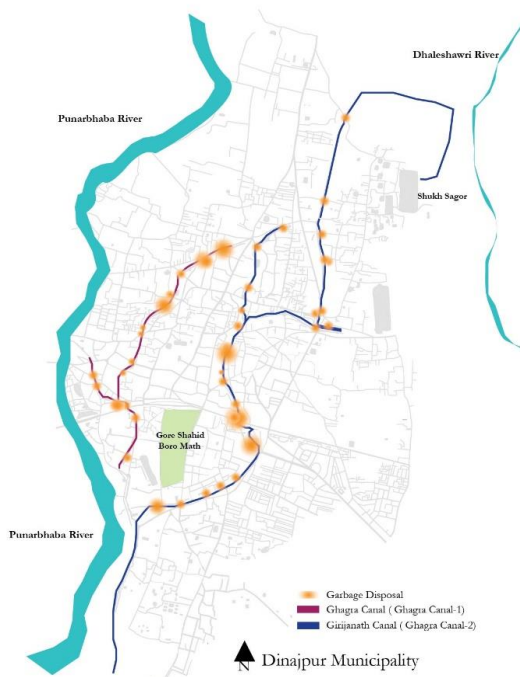 Dhaleshawri River
Punarbhaba River
Shukh Sagor
Gore Shahid
Boro Math
Punarbhaba River
Garbage Disposal
Ghagra Canal ( Ghagra Canal-1)
Girijanath Canal ( Ghagra Canal-2)
N
Dinajpur Municipality